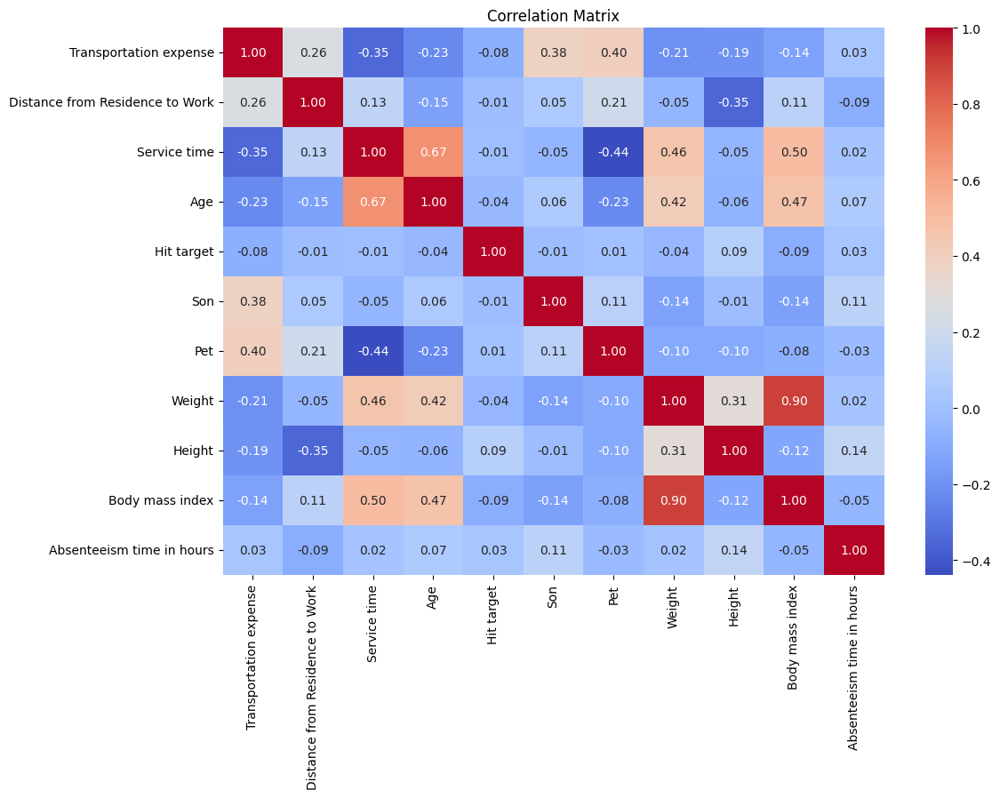 Correlation Matrix
Transportation expense 1.00 0.26 -0.35 -0.23 -0.08 0.38 0.40 -0.21 -0.19 -0.14 0.03
Distance from Residence to Work 0.26 1.00 0.13 -0.15 -0.01 0.05 0.21 -0.05 -0.35 0.11 -0.09
Service time -0.35 0.13 1.00 0.67 -0.01 -0.05 -0.44 0.46 -0.05 0.50 0.02
Age -0.23 -0.15 0.67 1.00 -0.04 0.06 -0.23 0.42 -0.06 0.47 0.07
Hit target -0.08 -0.01 -0.01 -0.04 1.00 -0.01 0.01 -0.04 0.09 -0.09 0.03
Son 0.38 0.05 -0.05 0.06 -0.01 1.00 0.11 -0.14 -0.01 -0.14 0.11
Pet 0.40 0.21 -0.44 -0.23 0.01 0.11 1.00 -0.10 -0.10 -0.08 -0.03
Weight -0.21 -0.05 0.46 0.42 -0.04 -0.14 -0.10 1.00 0.31 0.90 0.02
Height -0.19 -0.35 -0.05 -0.06 0.09 -0.01 -0.10 0.31 1.00 -0.12 0.14
Body mass index -0.14 0.11 0.50 0.47 -0.09 -0.14 -0.08 0.90 -0.12 1.00 -0.05
Absenteeism time in hours 0.03 -0.09 0.02 0.07 0.03 0.11 -0.03 0.02 0.14 -0.05 1.00
Transportation expense
Distance from Residence to Work
Service time
Age
Hit target
Son
Pet
Weight
Height
Body mass index
Absenteeism time in hours
1.0
0.8
0.6
0.4
0.2
0.0
-0.2
-0.4